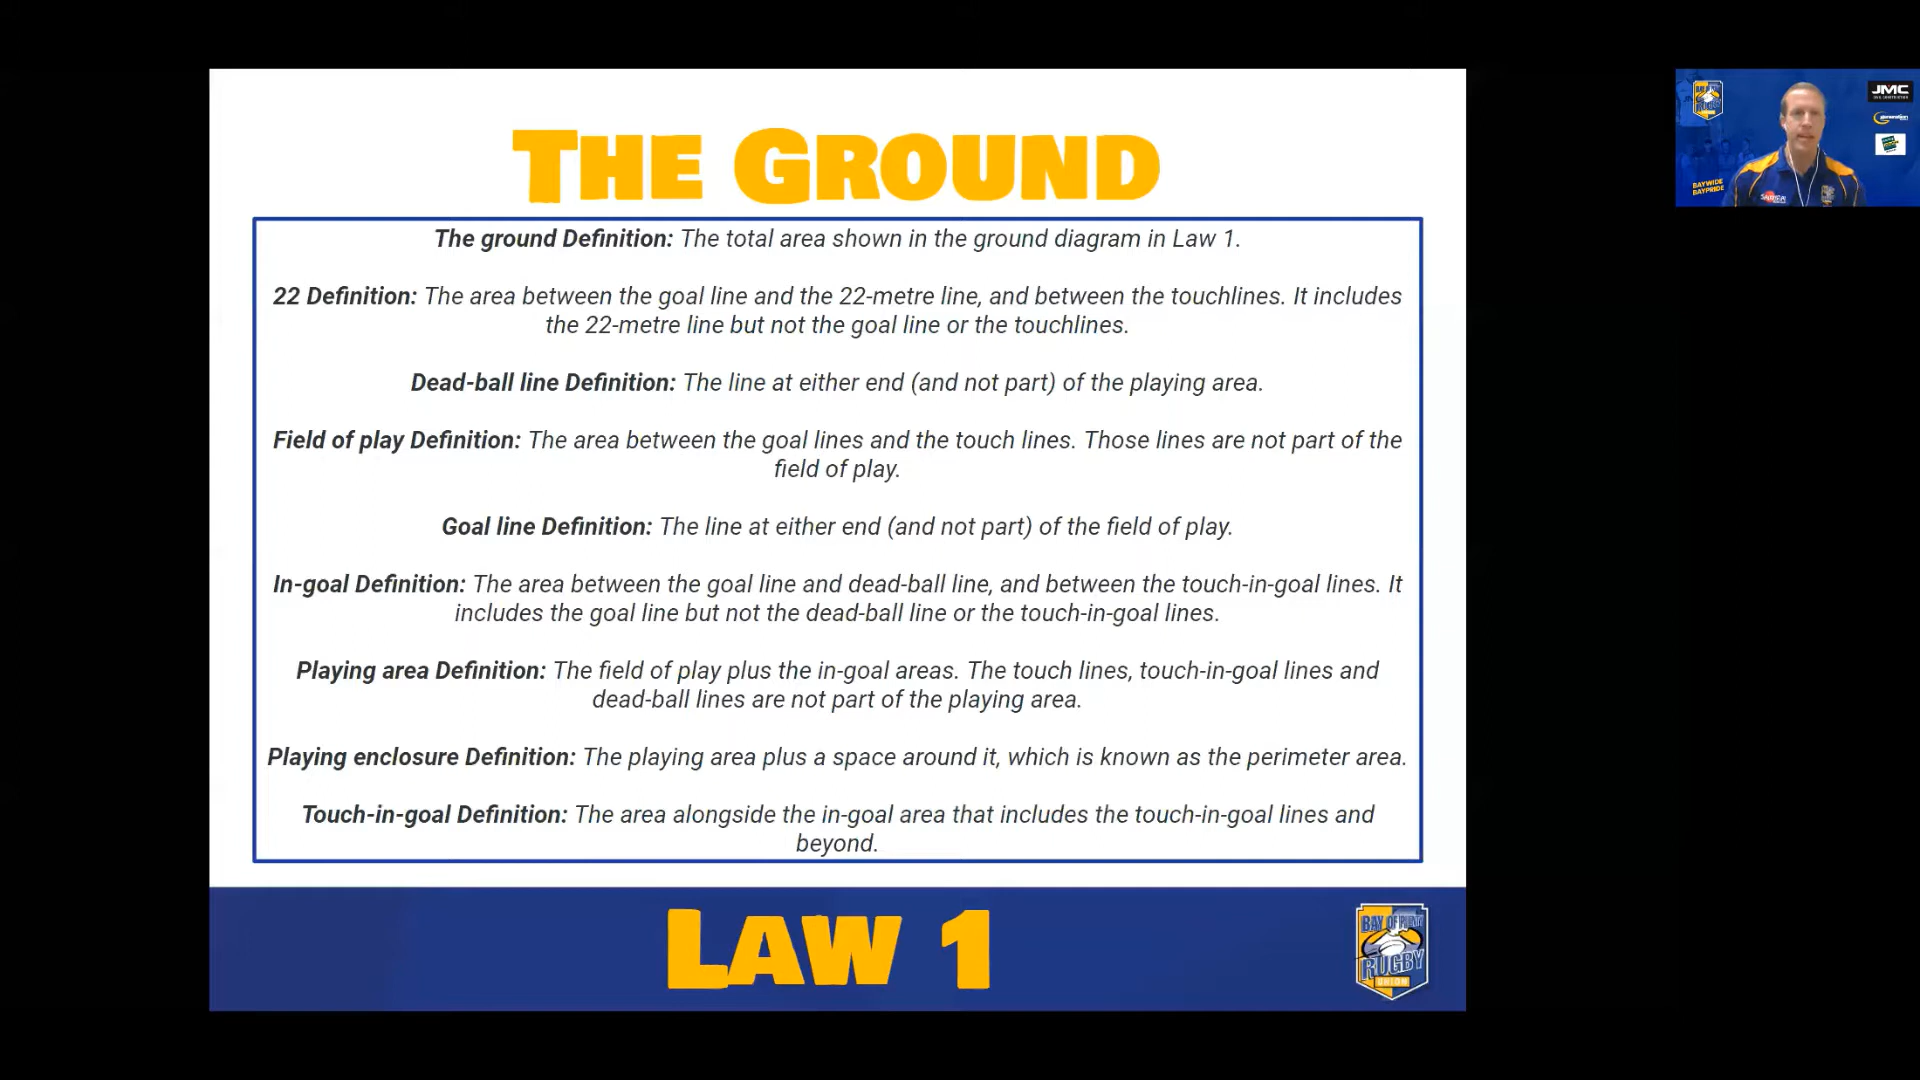 THE GROUND
The ground Definition: The total area shown in the ground diagram in Law 1.
22 Definition: The area between the goal line and the 22-metre line, and between the touchlines. It includes
the 22-metre line but not the goal line or the touchlines.
Dead-ball line Definition: The line at either end (and not part) of the playing area.
Field of play Definition: The area between the goal lines and the touch lines. Those lines are not part of the
field of play.
Goal line Definition: The line at either end (and not part) of the field of play.
In-goal Definition: The area between the goal line and dead-ball line, and between the touch-in-goal lines. It
includes the goal line but not the dead-ball line or the touch-in-goal lines.
Playing area Definition: The field of play plus the in-goal areas. The touch lines, touch-in-goal lines and
dead-ball lines are not part of the playing area.
Playing enclosure Definition: The playing area plus a space around it, which is known as the perimeter area.
Touch-in-goal Definition: The area alongside the in-goal area that includes the touch-in-goal lines and
beyond.
LAW 1
BAY OF PLENTY
RUGBY
UNION
JMC
generation
BAYWIDE
BAYPRIDE